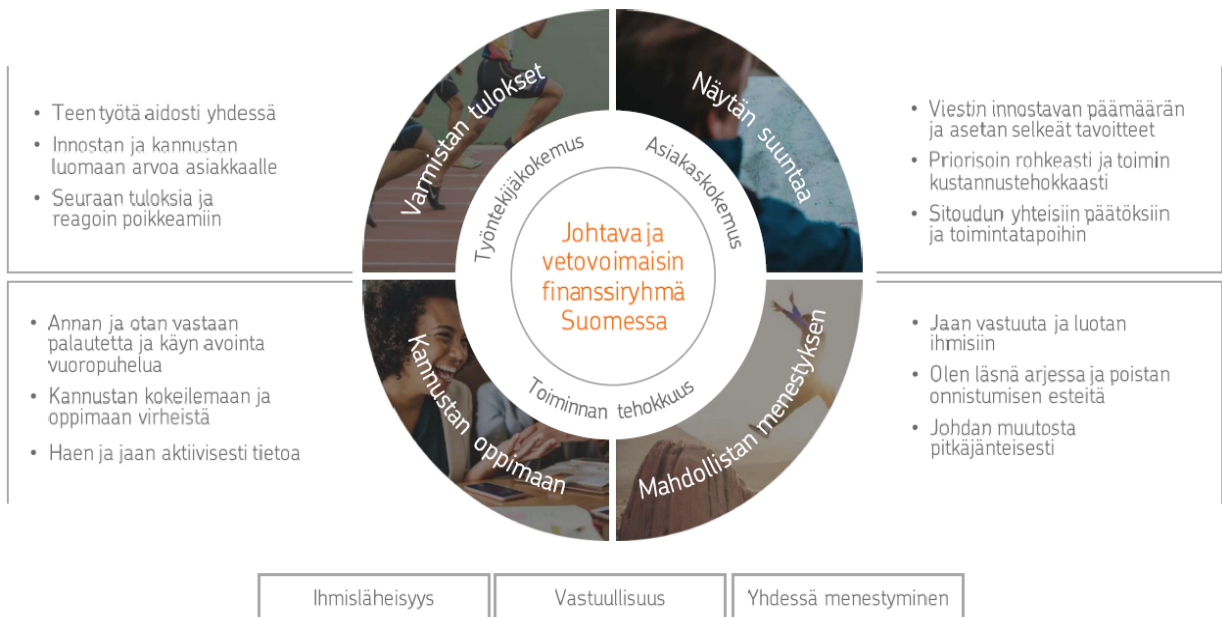 • Teen työtä aidosti yhdessä
• Innostan ja kannustan
luomaan arvoa asiakkaalle
• Seuraan tuloksia ja
reagoin poikkeamiin
Varmistan tulokset
Näytän suuntaa
• Viestin innostavan päämäärän
ja asetan selkeät tavoitteet
• Priorisoin rohkeasti ja toimin
kustannustehokkaasti
• Sitoudun yhteisiin päätöksiin
ja toimintatapoihin
Työntekijäkokemus
Asiakaskokemus
Johtava ja
vetovoimaisin
finanssiryhmä
Suomessa
Toiminnan tehokkuus
• Annan ja otan vastaan
palautetta ja käyn avointa
vuoropuhelua
• Kannustan kokeilemaan ja
oppimaan virheistä
• Haen ja jaan aktiivisesti tietoa
Kannustan oppimaan
Mahdollistan menestyksen
• Jaan vastuuta ja luotan
ihmisiin
• Olen läsnä arjessa ja poistan
onnistumisen esteitä
• Johdan muutosta
pitkäjänteisesti
Ihmisläheisyys
Vastuullisuus
Yhdessä menestyminen